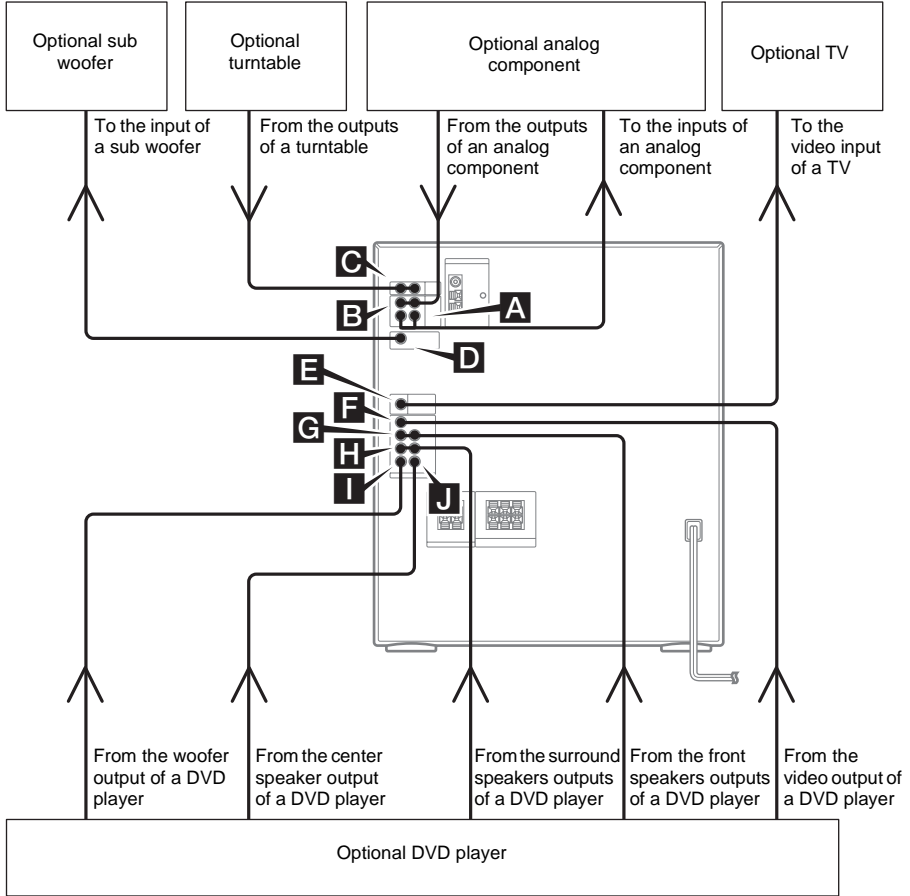 Optional sub
woofer
Optional
turntable
Optional analog
component
Optional TV
To the input of
a sub woofer
From the outputs
of a turntable
From the outputs
of an analog
component
To the inputs of
an analog
component
To the
video input
of a TV
C
B
A
D
E
F
G
H
I
J
From the woofer
output of a DVD
player
From the center
speaker output
of a DVD player
From the surround
speakers outputs
of a DVD player
From the front
speakers outputs
of a DVD player
From the
video output of
a DVD player
Optional DVD player